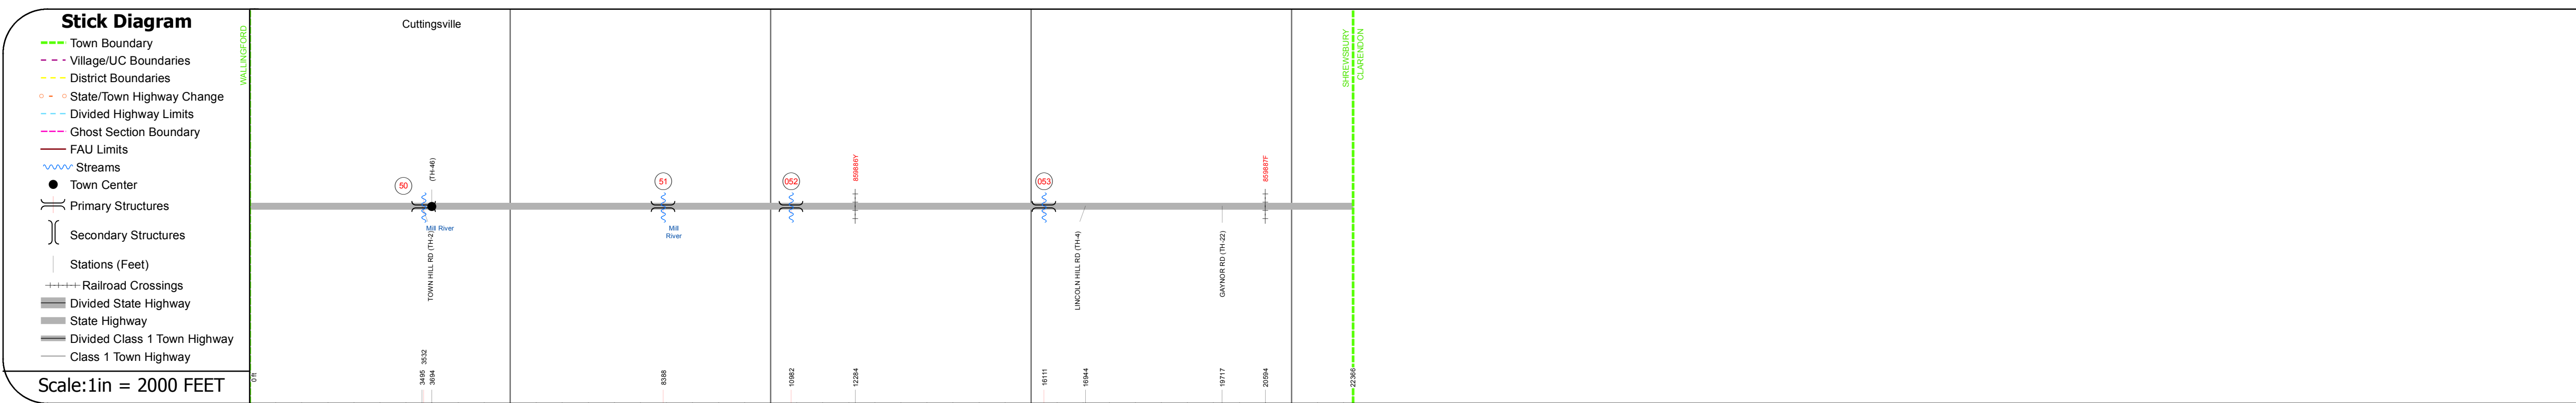 Stick Diagram
Town Boundary
Village/UC Boundaries
District Boundaries
State/Town Highway Change
Divided Highway Limits
Ghost Section Boundary
FAU Limits
Streams
Town Center
Primary Structures
Secondary Structures
Stations (Feet)
Railroad Crossings
Divided State Highway
State Highway
Divided Class 1 Town Highway
Class 1 Town Highway
Scale:1in = 2000 FEET
WALLINGFORD
Cuttingsville
SHREWSBURY
CLARENDON
50
(TH-46)
51
052
859886Y
053
859887F
Mill River
Mill
River
TOWN HILL RD (TH-2)
LINCOLN HILL RD (TH-4)
GAYNOR RD (TH-22)
0 ft
3495
3532
3694
8388
10982
12284
16111
16944
19717
20594
22366